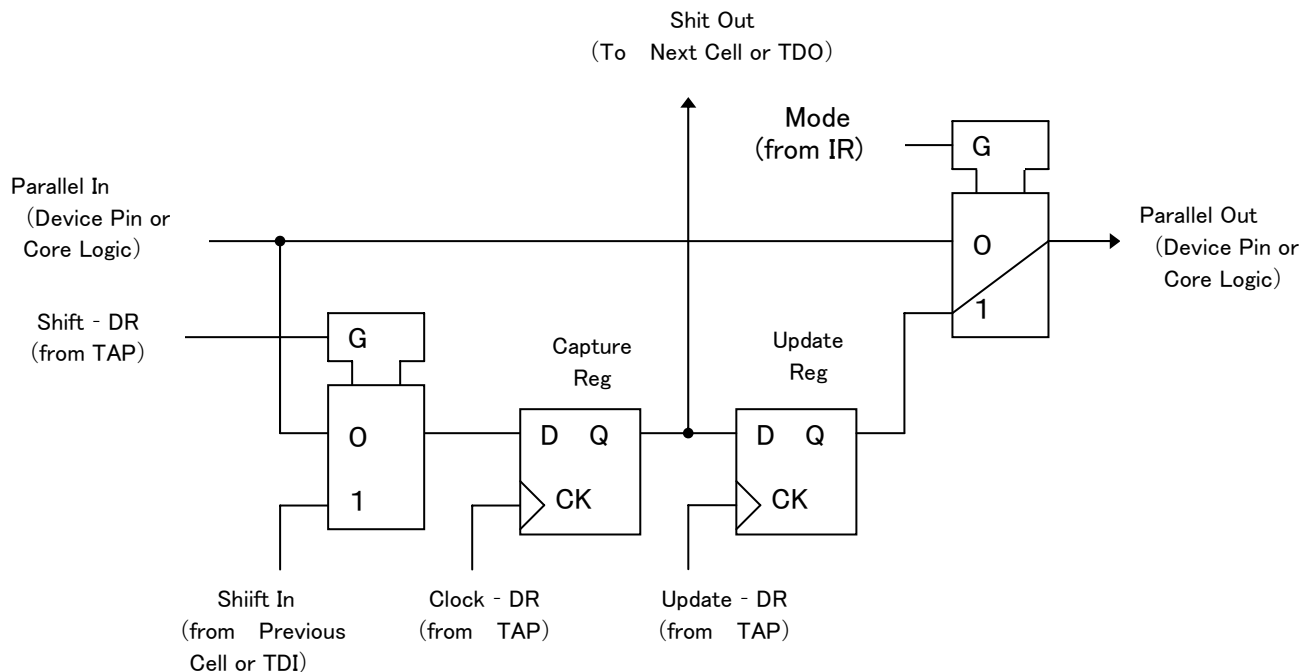 Shit Out
(To Next Cell or TDO)
Mode
(from IR)
G
Parallel In
(Device Pin or
Core Logic)
0
1
Parallel Out
(Device Pin or
Core Logic)
Shift - DR
(from TAP)
G
0
1
Capture
Reg
D Q
CK
Update
Reg
D Q
CK
Shiift In
(from Previous
Cell or TDI)
Clock - DR
(from TAP)
Update - DR
(from TAP)